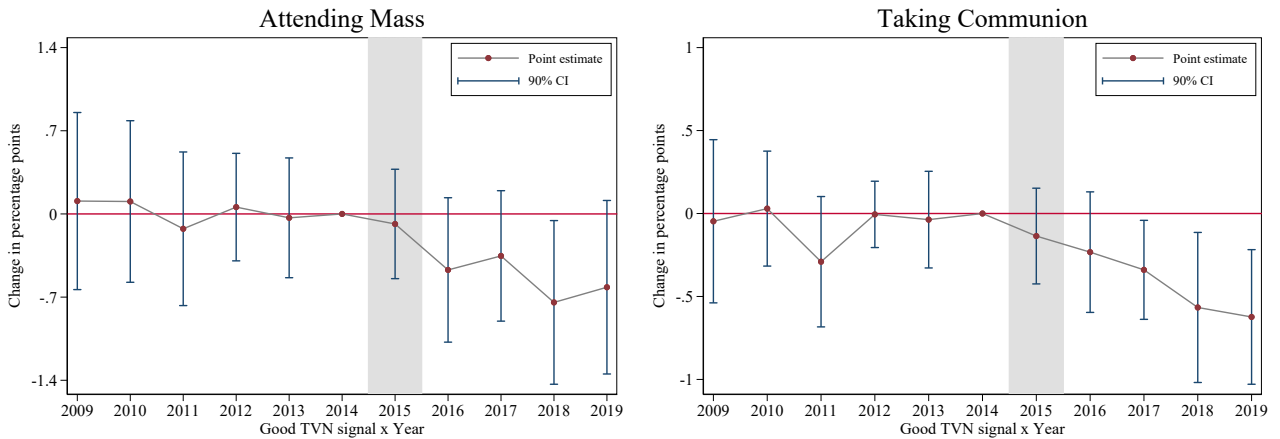 Attending Mass
Point estimate
90% CI
Change in percentage points
1.4
.7
0
-.7
-1.4
2009 2010 2011 2012 2013 2014 2015 2016 2017 2018 2019
Good TVN signal x Year
Taking Communion
Point estimate
90% CI
Change in percentage points
1
.5
0
-.5
-1
2009 2010 2011 2012 2013 2014 2015 2016 2017 2018 2019
Good TVN signal x Year